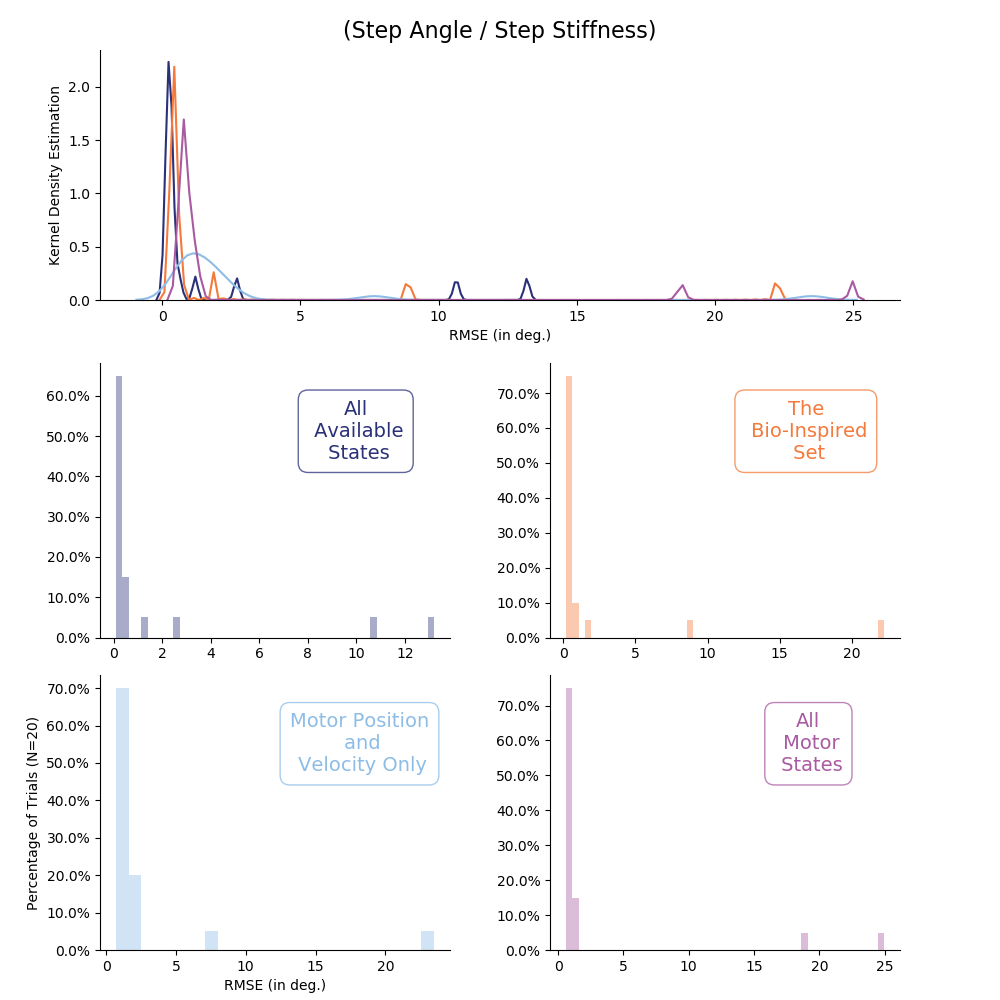 (Step Angle / Step Stiffness)
Kernel Density Estimation
2.0
1.5
1.0
0.5
0.0
0 5 10 15 20 25
RMSE (in deg.)
60.0%
50.0%
40.0%
30.0%
20.0%
10.0%
0.0%
0 2 4 6 8 10 12
All
Available
States
70.0%
60.0%
50.0%
40.0%
30.0%
20.0%
10.0%
0.0%
0 5 10 15 20
The
Bio-Inspired
Set
Percentage of Trials (N=20)
70.0%
60.0%
50.0%
40.0%
30.0%
20.0%
10.0%
0.0%
0 5 10 15 20
RMSE (in deg.)
Motor Position
and
Velocity Only
70.0%
60.0%
50.0%
40.0%
30.0%
20.0%
10.0%
0.0%
0 5 10 15 20 25
All
Motor
States